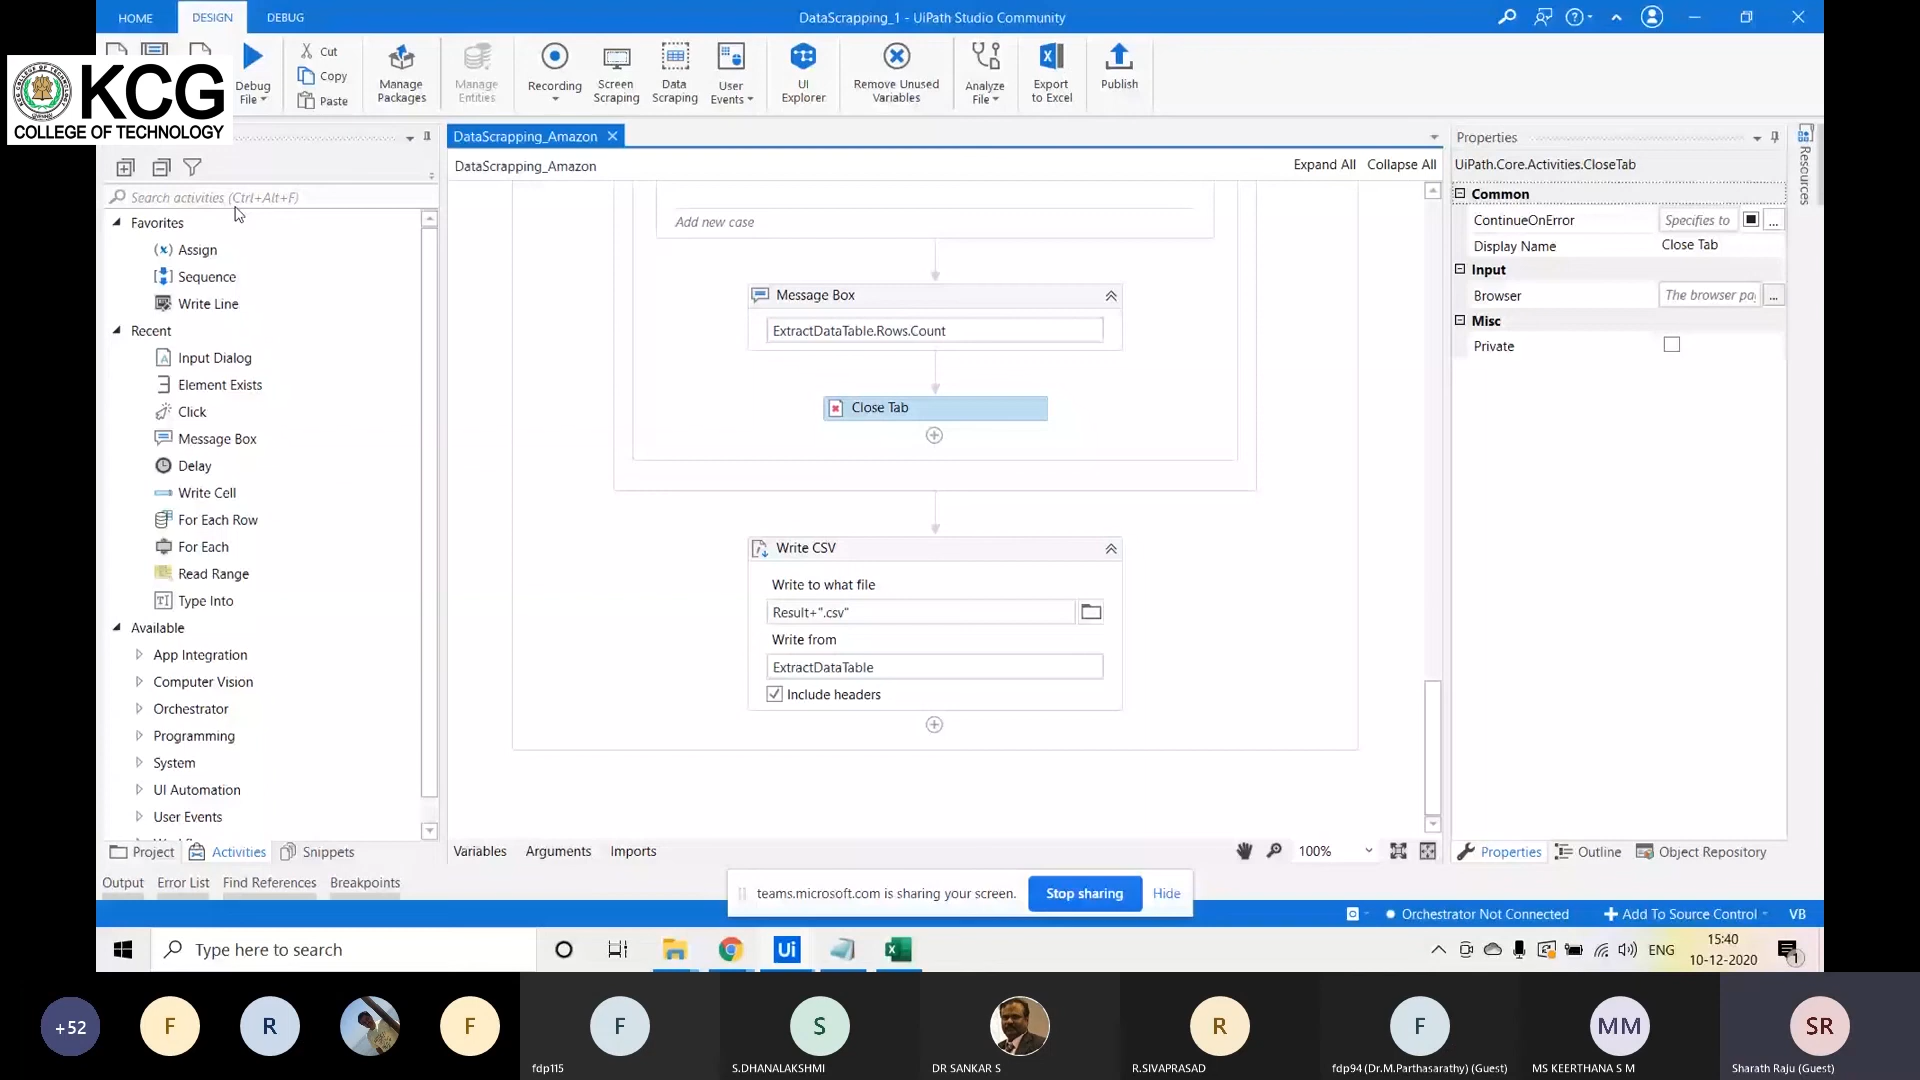 HOME
DESIGN
DEBUG
DataScrapping_1 - UiPath Studio Community
KCG
COLLEGE OF TECHNOLOGY
Debug
File
Cut
Copy
Paste
Manage
Packages
Manage
Entities
Recording
Screen
Scraping
Data
Scraping
User
Events
UI
Explorer
Remove Unused
Variables
Analyze
File
Export
to Excel
Publish
DataScrapping_Amazon
DataScrapping_Amazon
Expand All
Collapse All
Search activities (Ctrl+Alt+F)
Favorites
Assign
Sequence
Write Line
Recent
Input Dialog
Element Exists
Click
Message Box
Delay
Write Cell
For Each Row
For Each
Read Range
Type Into
Available
App Integration
Computer Vision
Orchestrator
Programming
System
UI Automation
User Events
Add new case
Message Box
ExtractDataTable.Rows.Count
Close Tab
Write CSV
Write to what file
Result+".csv"
Write from
ExtractDataTable
Include headers
Properties
UiPath.Core.Activities.CloseTab
Common
ContinueOnError
Specifies to
...
Display Name
Close Tab
Input
Browser
The browser pa
...
Misc
Private
Resources
Project
Activities
Snippets
Variables
Arguments
Imports
100%
Properties
Outline
Object Repository
Output
Error List
Find References
Breakpoints
teams.microsoft.com is sharing your screen.
Stop sharing
Hide
Orchestrator Not Connected
Add To Source Control
VB
Type here to search
Ui
ENG
15:40
10-12-2020
1
+52
F
R
F
F
fdp115
S
S.DHANALAKSHMI
DR SANKAR S
R
R.SIVAPRASAD
F
fdp94 (Dr.M.Parthasarathy) (Guest)
MM
MS KEERTHANA S M
SR
Sharath Raju (Guest)